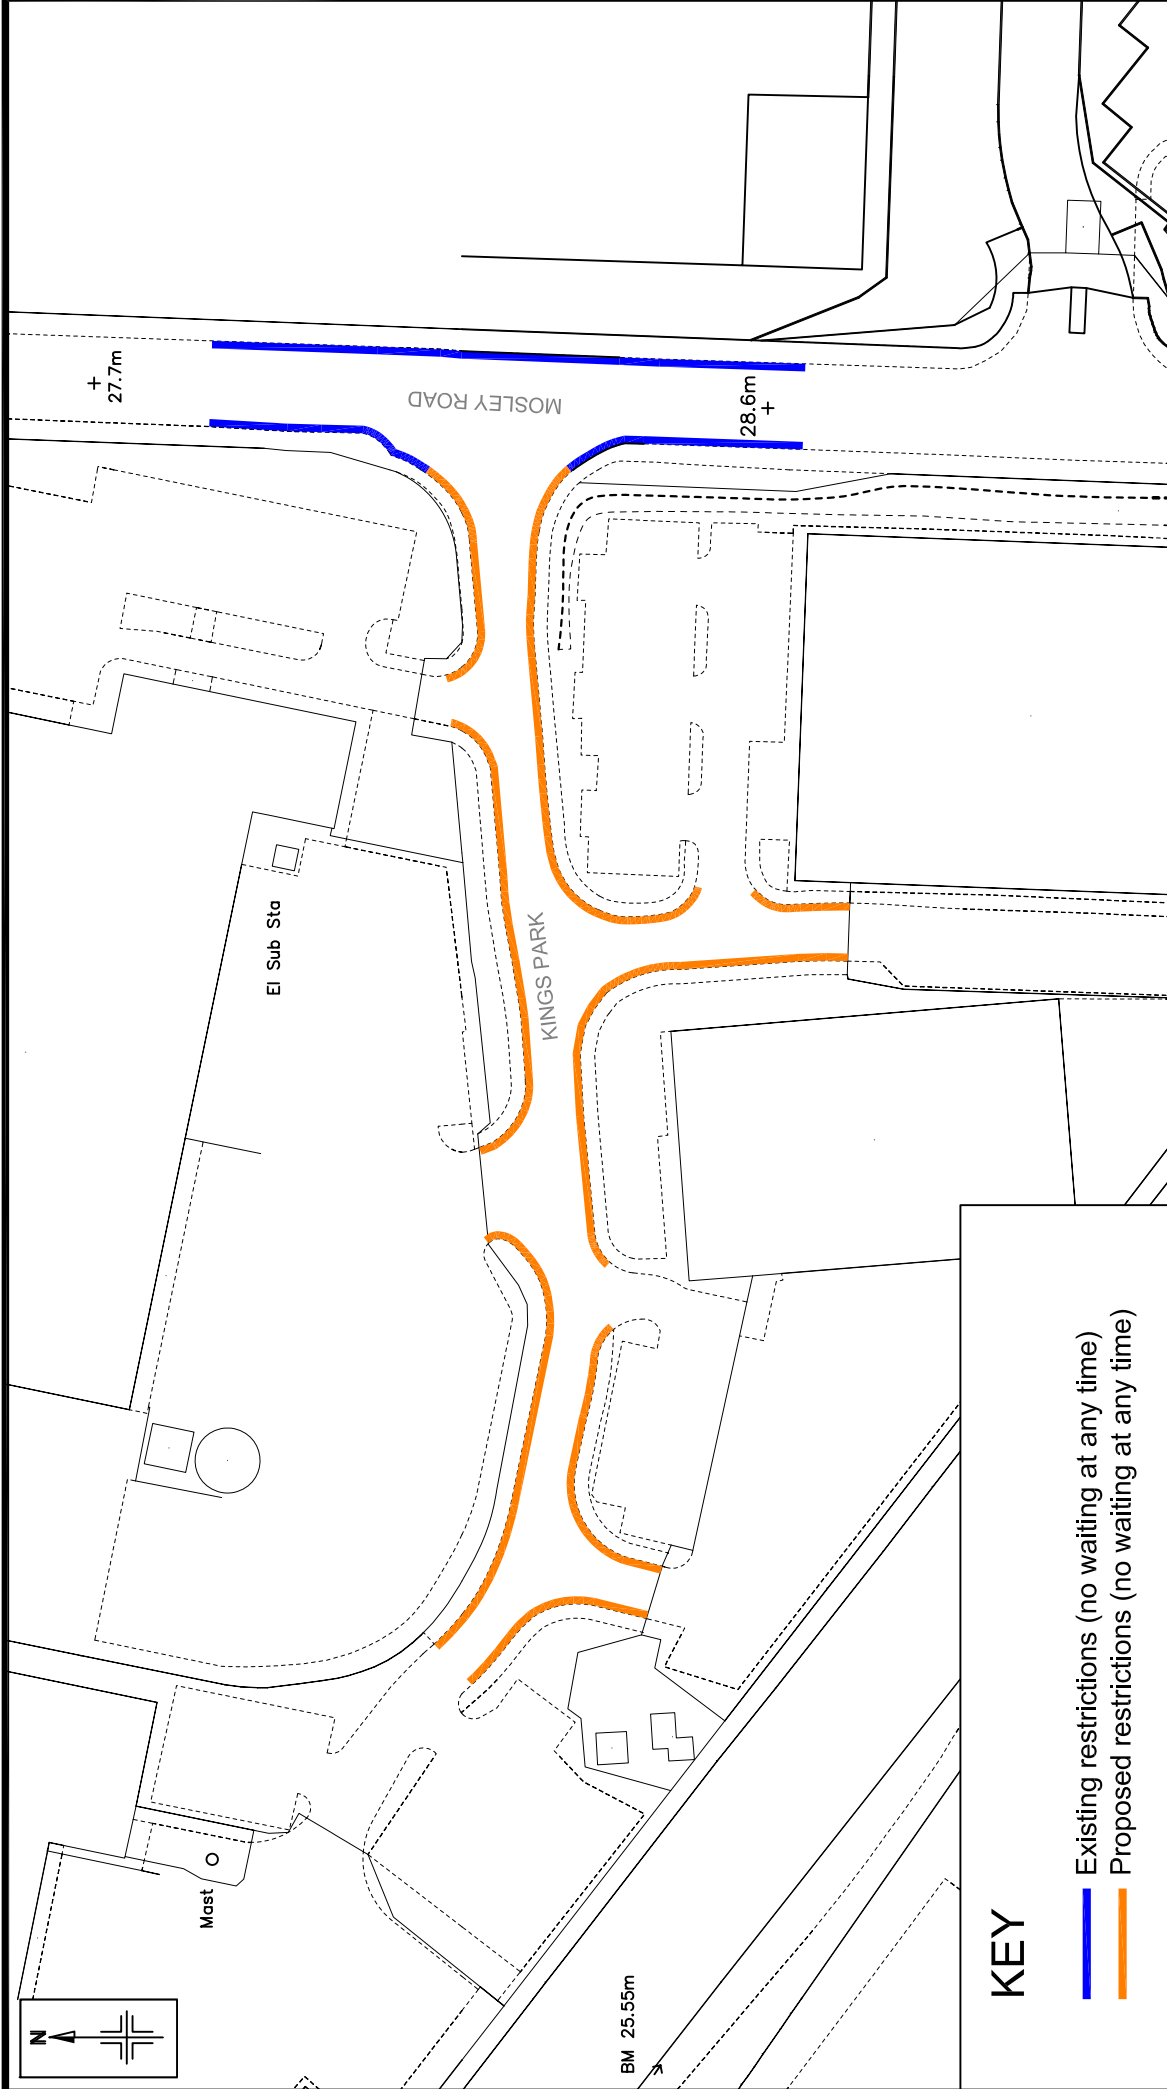 27.7m
MOSLEY ROAD
28.6m
El Sub Sta
KINGS PARK
Mast
N
BM 25.55m
KEY
Existing restrictions (no waiting at any time)
Proposed restrictions (no waiting at any time)